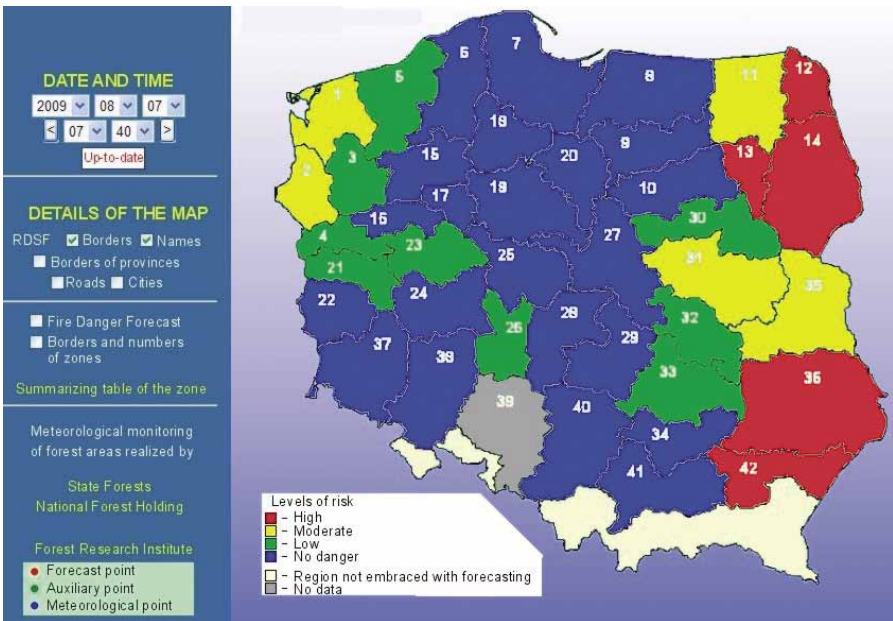 DATE AND TIME
2009 08 07
< 07 40 >
Up-to-date
DETAILS OF THE MAP
RDSF Borders Names
Borders of provinces
Roads Cities
Fire Danger Forecast
Borders and numbers
of zones
Summarizing table of the zone
Meteorological monitoring
of forest areas realized by
State Forests
National Forest Holding
Forest Research Institute
Forecast point
Auxiliary point
Meteorological point
7
6
5
8
11
12
1
18
14
3
15
20
9
13
2
17
19
10
16
30
4
23
27
21
25
31
22
24
35
26
28
32
37
38
29
33
36
39
40
34
41
42
Levels of risk
- High
- Moderate
- Low
- No danger
- Region not embraced with forecasting
- No data